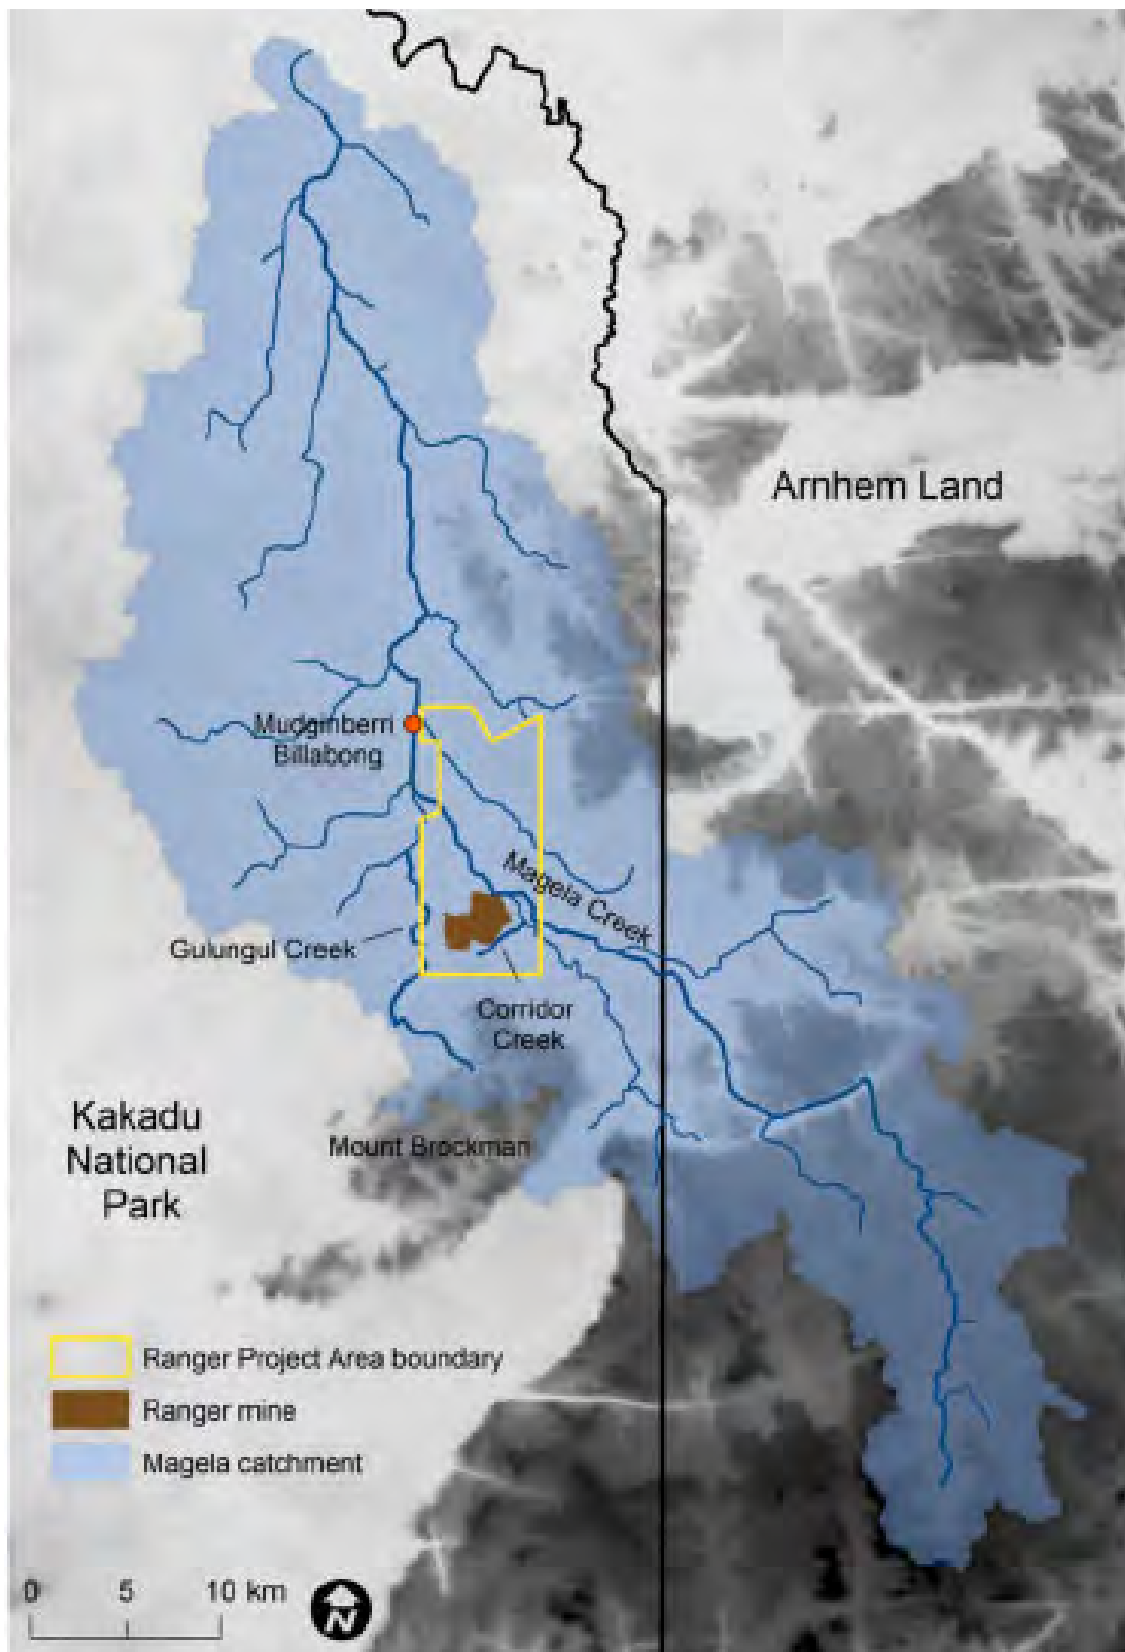 Arnhem Land
Mudginberri
Billabong
Magela Creek
Gulungul Creek
Corridor
Creek
Kakadu
National
Park
Mount Brockman
Ranger Project Area boundary
Ranger mine
Magela catchment
0 5 10 km
N